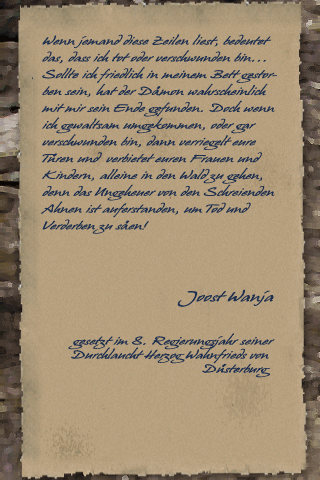 Wenn jemand diese Zeilen liest, bedeutet
das, dass ich tot oder verschwunden bin...
Sollte ich friedlich in meinem Bett gestor-
ben sein, hat der Dämon wahrscheinlich
mit mir sein Ende gefunden. Doch wenn
ich gewaltsam umgekommen, oder gar
verschwunden bin, dann verriegelt eure
Türen und verbietet euren Frauen und
Kindern, alleine in den Wald zu gehen,
denn das Ungeheuer von den Schreienden
Ahnen ist auferstanden, um Tod und
Verderben zu säen!
Joost Wanja
gesetzt im 8. Regierungsjahr seiner
Durchlaucht Herzog Wahnfrieds von
Düsterburg